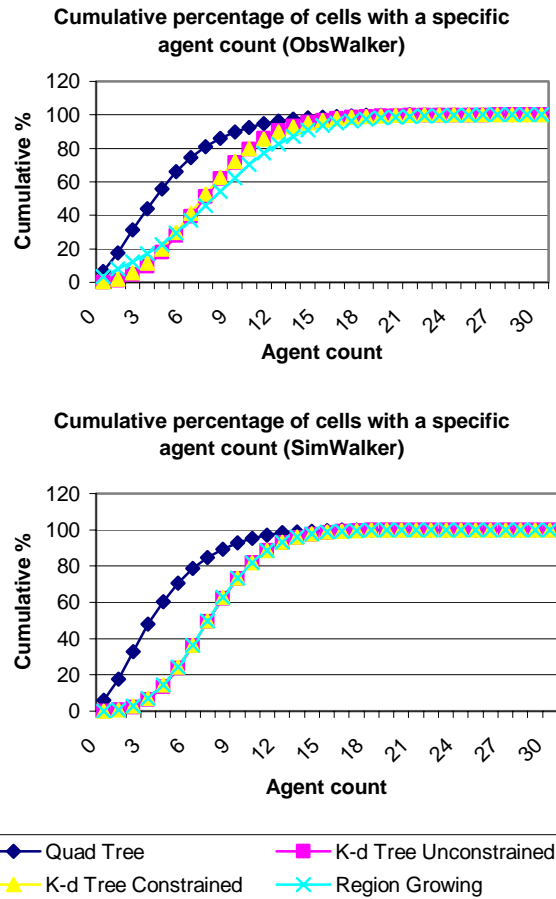 Cumulative percentage of cells with a specific
agent count (ObsWalker)
120
100
80
60
40
20
0
Cumulative %
0 3 6 9 12 15 18 21 24 27 30
Agent count
Cumulative percentage of cells with a specific
agent count (SimWalker)
120
100
80
60
40
20
0
Cumulative %
0 3 6 9 12 15 18 21 24 27 30
Agent count
Quad Tree K-d Tree Unconstrained
K-d Tree Constrained Region Growing